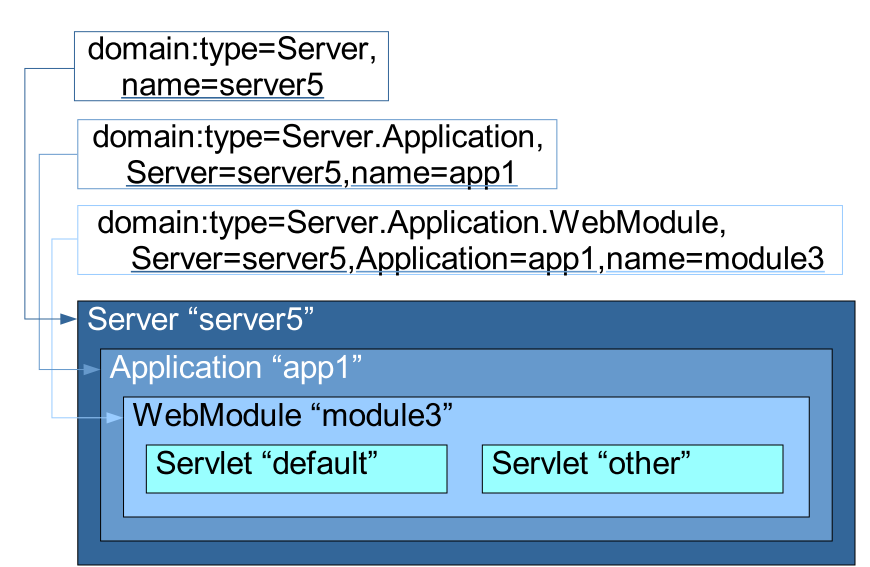 domain:type=Server,
name=server5
domain:type=Server.Application,
Server=server5,name=app1
domain:type=Server.Application.WebModule,
Server=server5,Application=app1,name=module3
Server “server5”
Application “app1”
WebModule “module3”
Servlet “default”
Servlet “other”